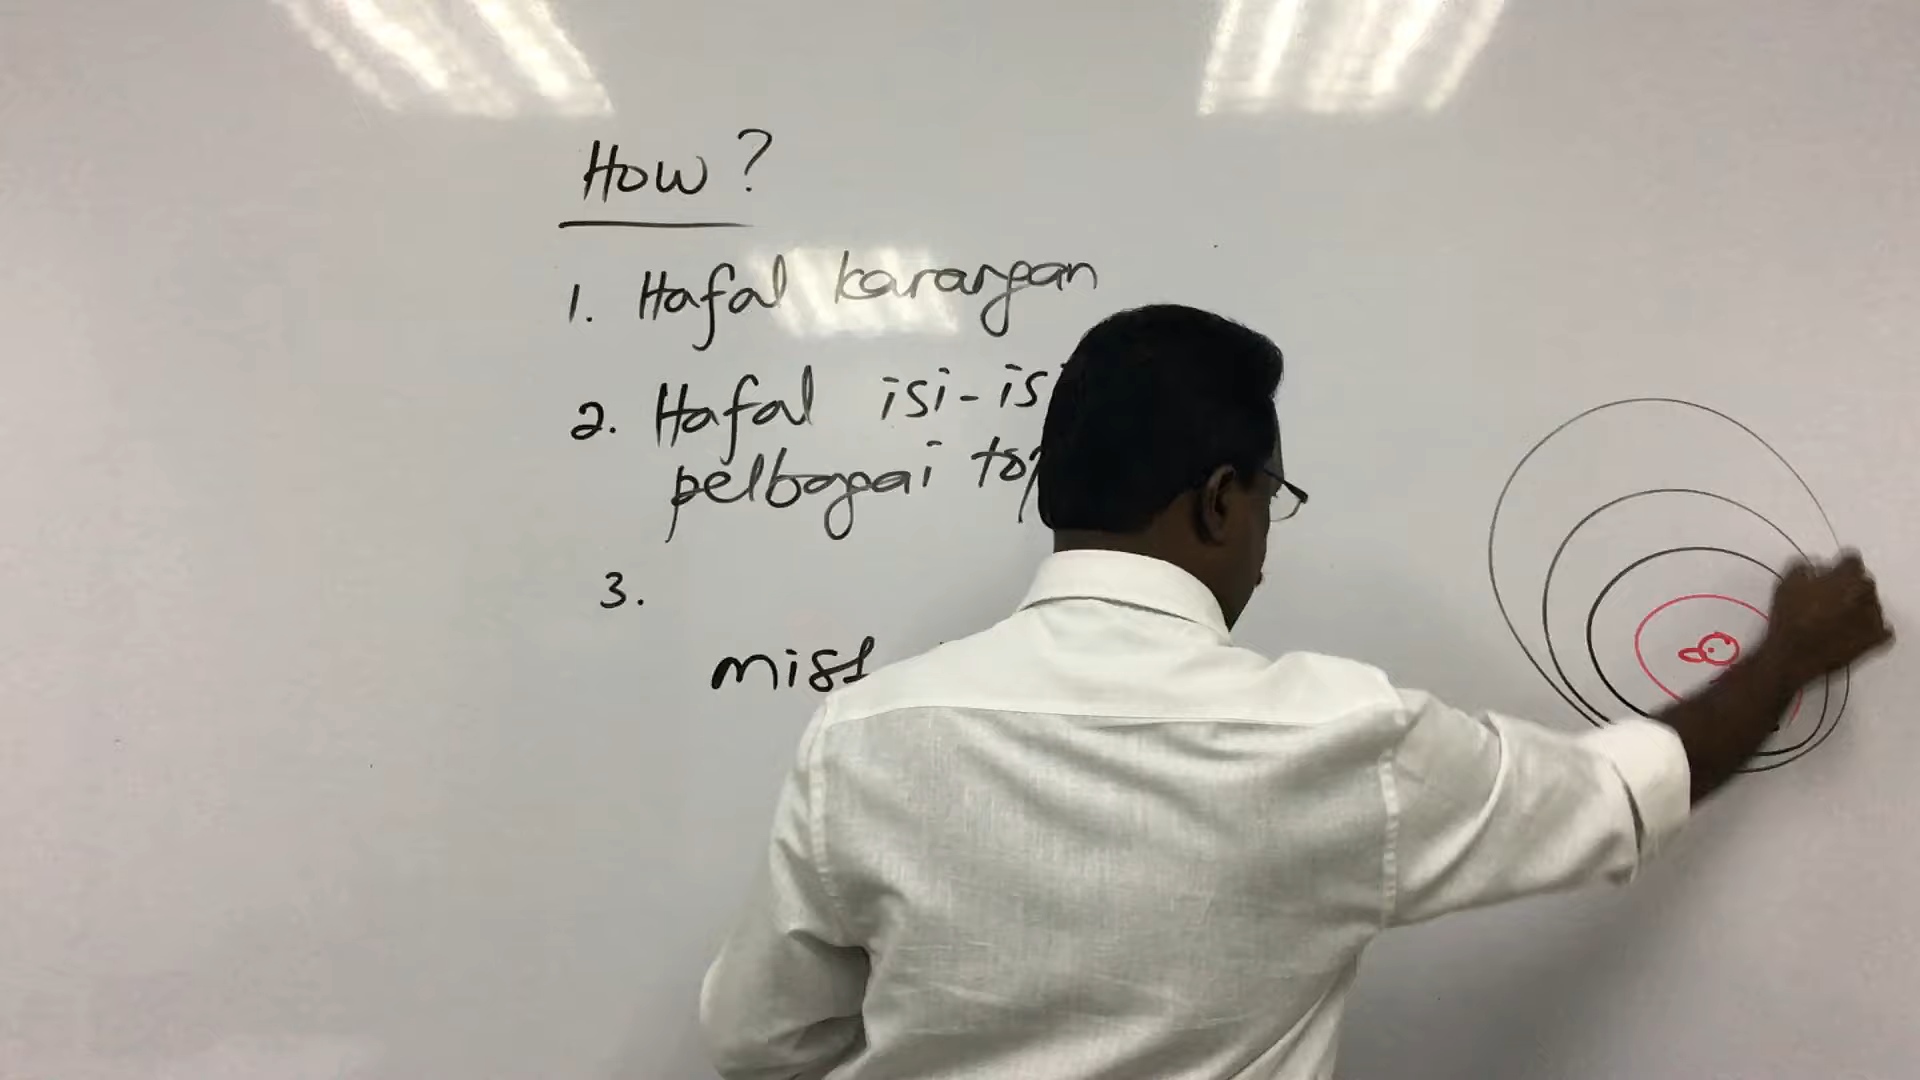 How?
1. Hafal karangan
2. Hafal isi-isi
pelbagai
3.